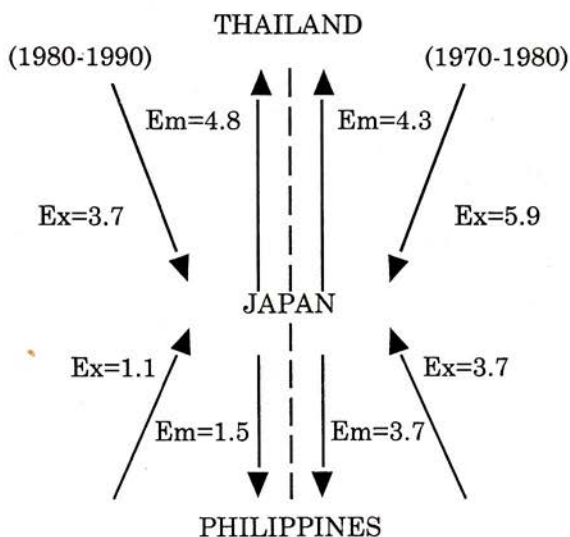 THAILAND
(1980-1990) (1970-1980)
Em=4.8 Em=4.3
Ex=3.7 Ex=5.9
JAPAN
Ex=1.1 Ex=3.7
Em=1.5 Em=3.7
PHILIPPINES